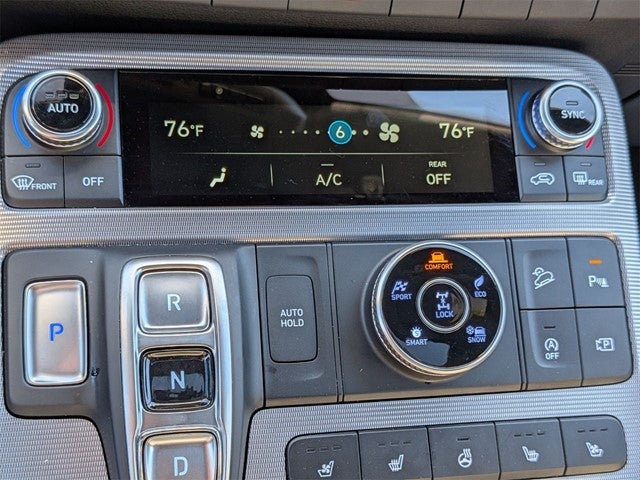 AUTO
SYNC
76°F 6 76°F
FRONT
OFF
A/C
REAR
OFF
REAR
P
R
N
D
AUTO
HOLD
COMFORT
SPORT
ECO
LOCK
SMART
SNOW
P
OFF
P